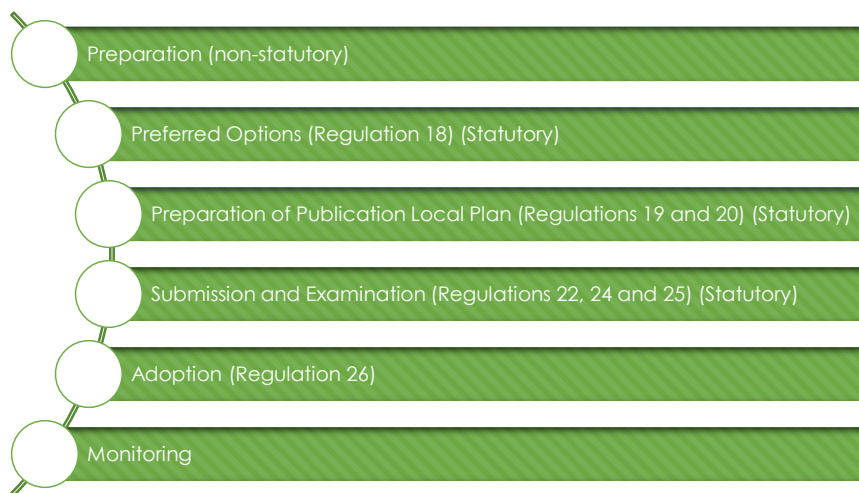 Preparation (non-statutory)
Preferred Options (Regulation 18) (Statutory)
Preparation of Publication Local Plan (Regulations 19 and 20) (Statutory)
Submission and Examination (Regulations 22, 24 and 25) (Statutory)
Adoption (Regulation 26)
Monitoring